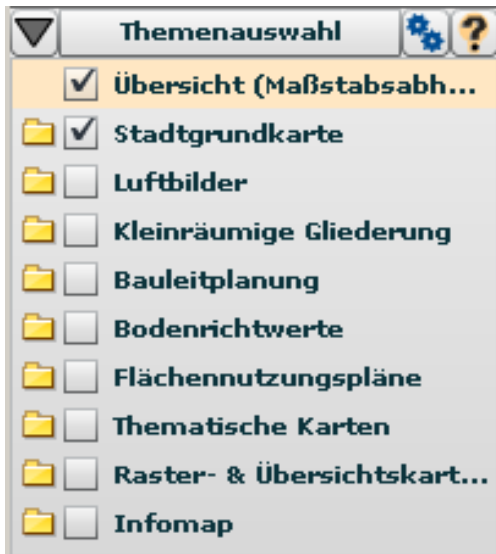 Themenauswahl
?
Übersicht (Maßstabsabh...
Stadtgrundkarte
Luftbilder
Kleinräumige Gliederung
Bauleitplanung
Bodenrichtwerte
Flächennutzungspläne
Thematische Karten
Raster- & Übersichtskart...
Infomap